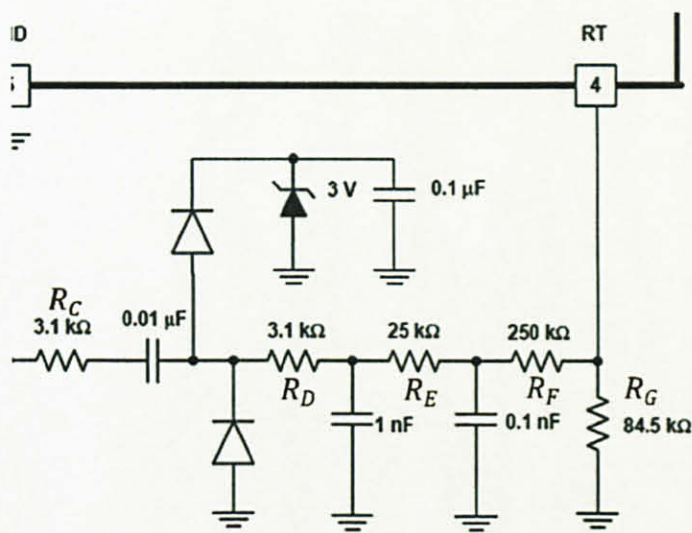 ID
RT
4
3 V
0.1 µF
R_C
3.1 kΩ
0.01 µF
3.1 kΩ
25 kΩ
250 kΩ
R_D
R_E
R_F
R_G
84.5 kΩ
1 nF
0.1 nF